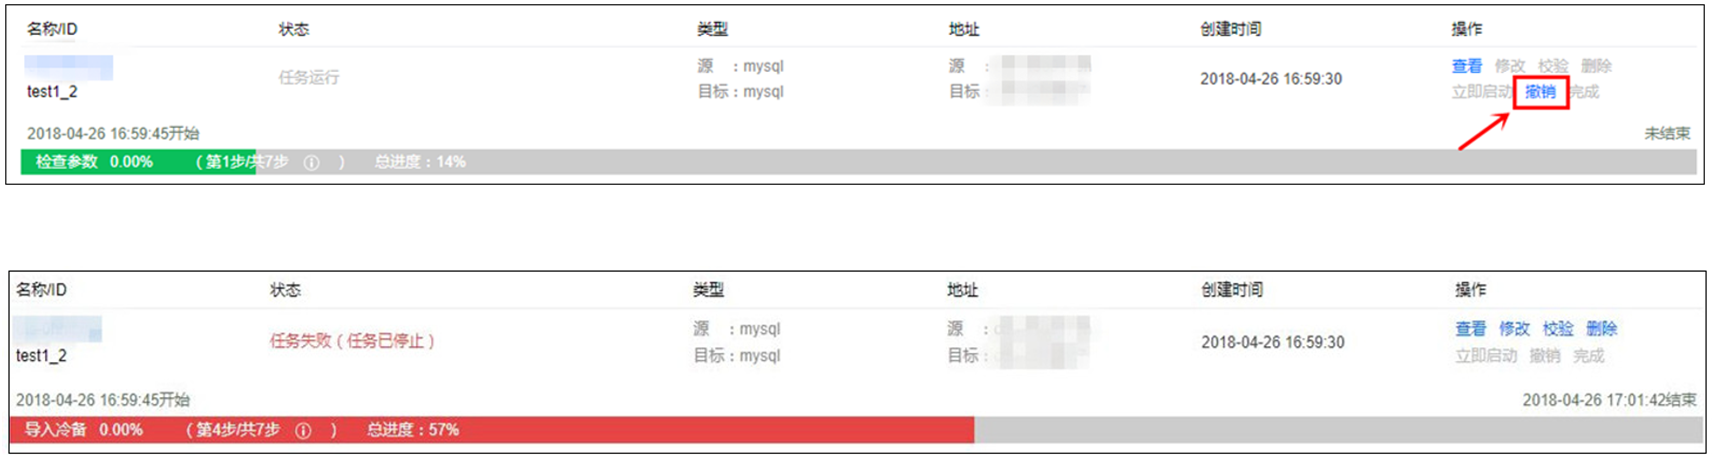 名称/ID 状态 类型 地址 创建时间 操作
任务运行 源 ：mysql 源 ： 2018-04-26 16:59:30 查看 修改 校验 删除
test1_2 目标：mysql 目标： 立即启动 撤销 完成
2018-04-26 16:59:45开始 未结束
检查参数 0.00% （ 第1步/共7步 ） 总进度：14%
名称/ID 状态 类型 地址 创建时间 操作
任务失败（任务已停止） 源 ：mysql 源 ： 2018-04-26 16:59:30 查看 修改 校验 删除
test1_2 目标：mysql 目标： 立即启动 撤销 完成
2018-04-26 16:59:45开始 2018-04-26 17:01:42结束
导入冷备 0.00% （ 第4步/共7步 ） 总进度：57%